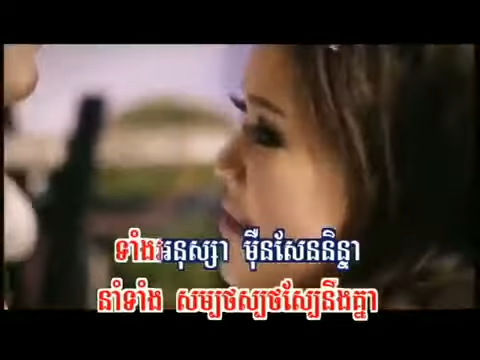 ទាំងអនុស្សា ម៉ឺនសែននិន្ទា
នាំទាំង សម្បថស្បថស្បែនឹងគ្នា